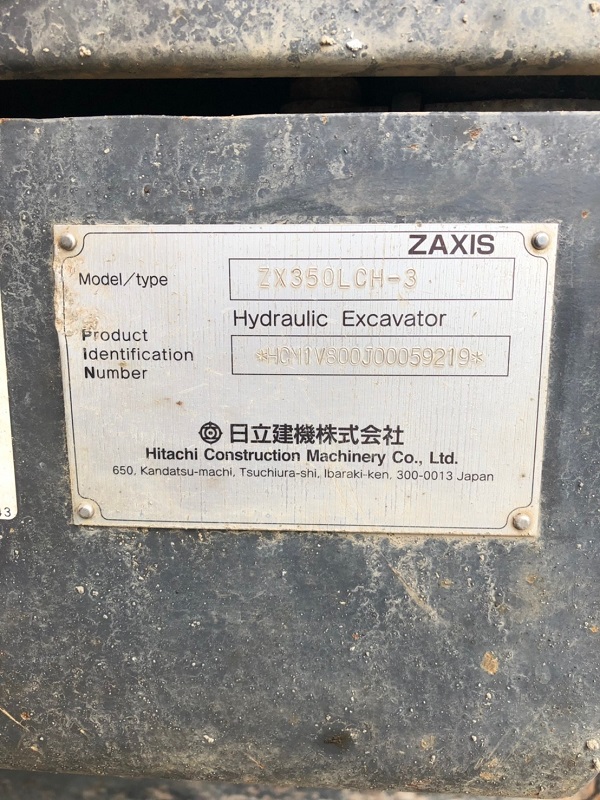 ZAXIS
Model/type ZX350LCH-3
Hydraulic Excavator
Product
Identification
Number
*HCM1V800J00059219*
日立建機株式会社
Hitachi Construction Machinery Co., Ltd.
650, Kandatsu-machi, Tsuchiura-shi, Ibaraki-ken, 300-0013 Japan